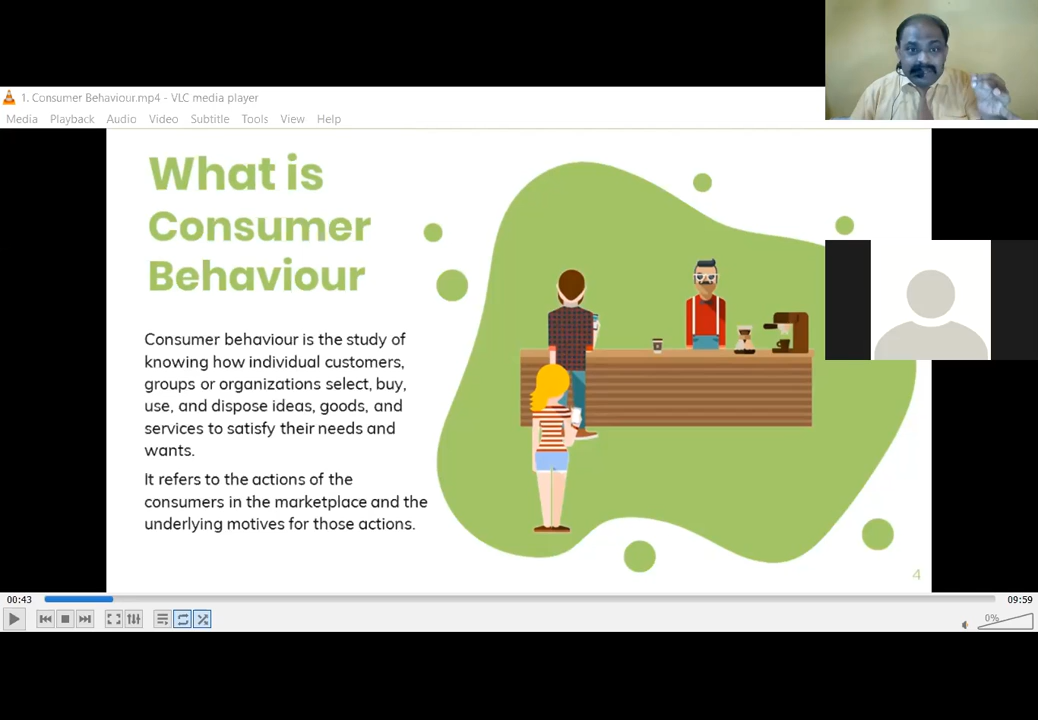 1. Consumer Behaviour.mp4 - VLC media player
Media Playback Audio Video Subtitle Tools View Help
What is
Consumer
Behaviour
Consumer behaviour is the study of
knowing how individual customers,
groups or organizations select, buy,
use, and dispose ideas, goods, and
services to satisfy their needs and
wants.
It refers to the actions of the
consumers in the marketplace and the
underlying motives for those actions.
4
00:43 09:59
0%